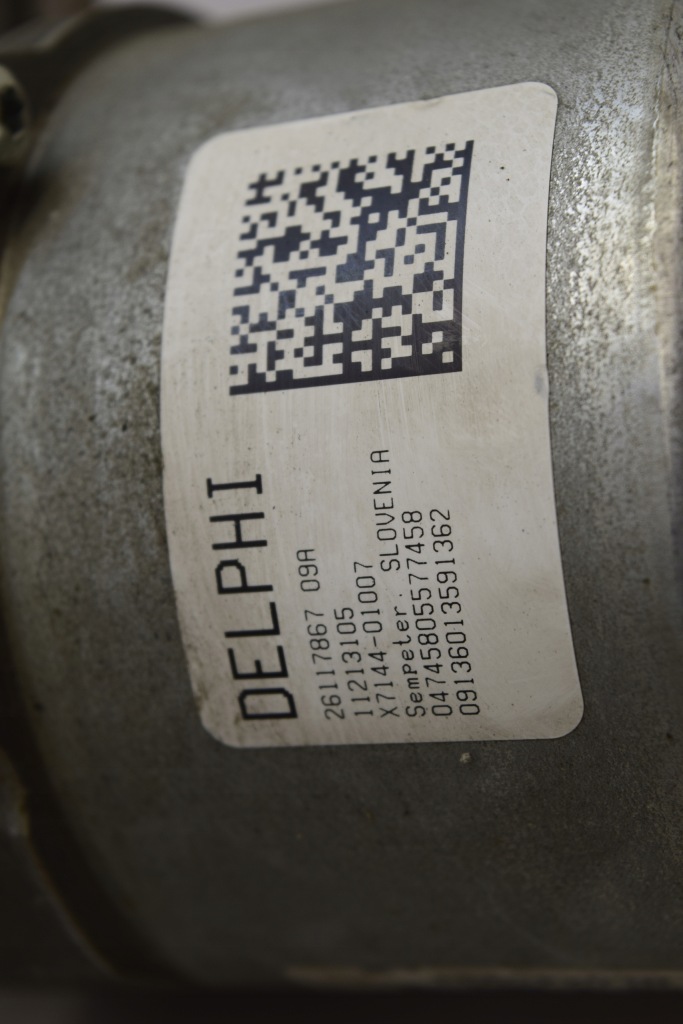 DELPHI
26117867 09A
11213105
X7144-01007
Sempeter. SLOVENIA
04745805577458
09136013591362